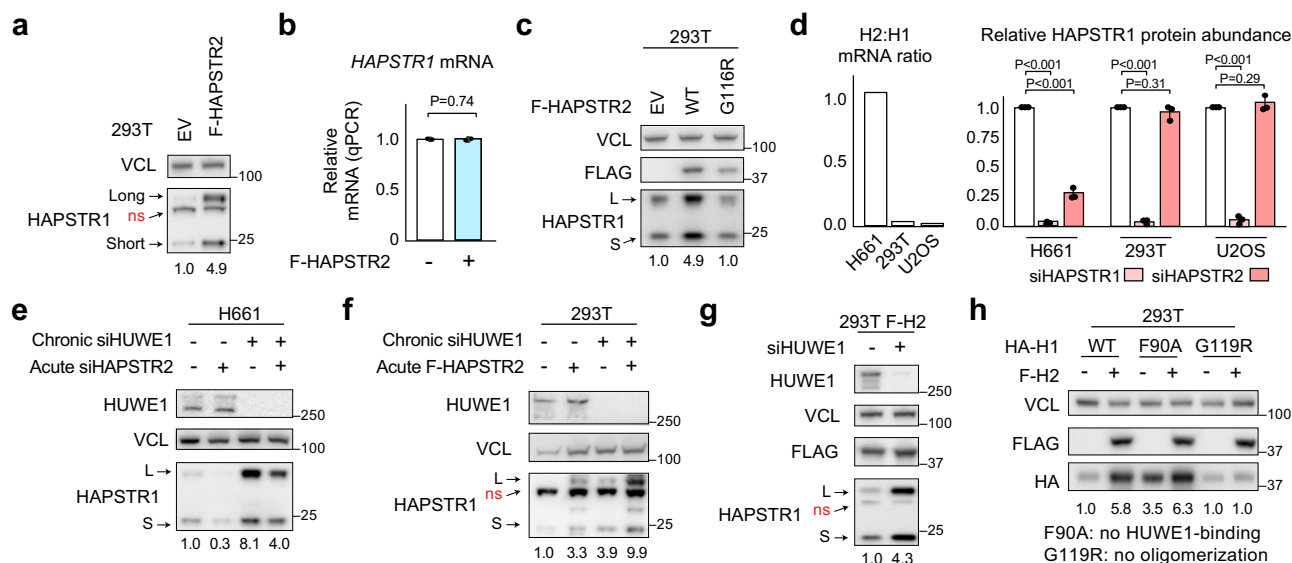 a
293T
EV
F-HAPSTR2
VCL
100
Long
HAPSTR1
ns
Short
25
1.0 4.9
b
HAPSTR1 mRNA
P=0.74
Relative
mRNA (qPCR)
1.0
0.5
0
- +
F-HAPSTR2
c
293T
F-HAPSTR2
EV
WT
G116R
VCL
100
FLAG
37
L
HAPSTR1
S
25
1.0 4.9 1.0
d
H2:H1
mRNA ratio
1.0
0.75
0.5
0.25
0.0
H661
293T
U2OS
Relative HAPSTR1 protein abundance
P<0.001 P<0.001 P<0.001
P<0.001 P=0.31 P=0.29
1.0
0.75
0.5
0.25
0.0
H661 293T U2OS
siHAPSTR1 siHAPSTR2
e
H661
Chronic siHUWE1 - - + +
Acute siHAPSTR2 - + - +
HUWE1
250
VCL
100
L
HAPSTR1
S
25
1.0 0.3 8.1 4.0
f
293T
Chronic siHUWE1 - - + +
Acute F-HAPSTR2 - + - +
HUWE1
250
VCL
100
L
ns
HAPSTR1
S
25
1.0 3.3 3.9 9.9
g
293T F-H2
siHUWE1 - +
HUWE1
250
VCL
100
FLAG
37
L
ns
HAPSTR1
S
25
1.0 4.3
h
293T
HA-H1 WT F90A G119R
F-H2 - + - + - +
VCL
100
FLAG
37
HA
37
1.0 5.8 3.5 6.3 1.0 1.0
F90A: no HUWE1-binding
G119R: no oligomerization